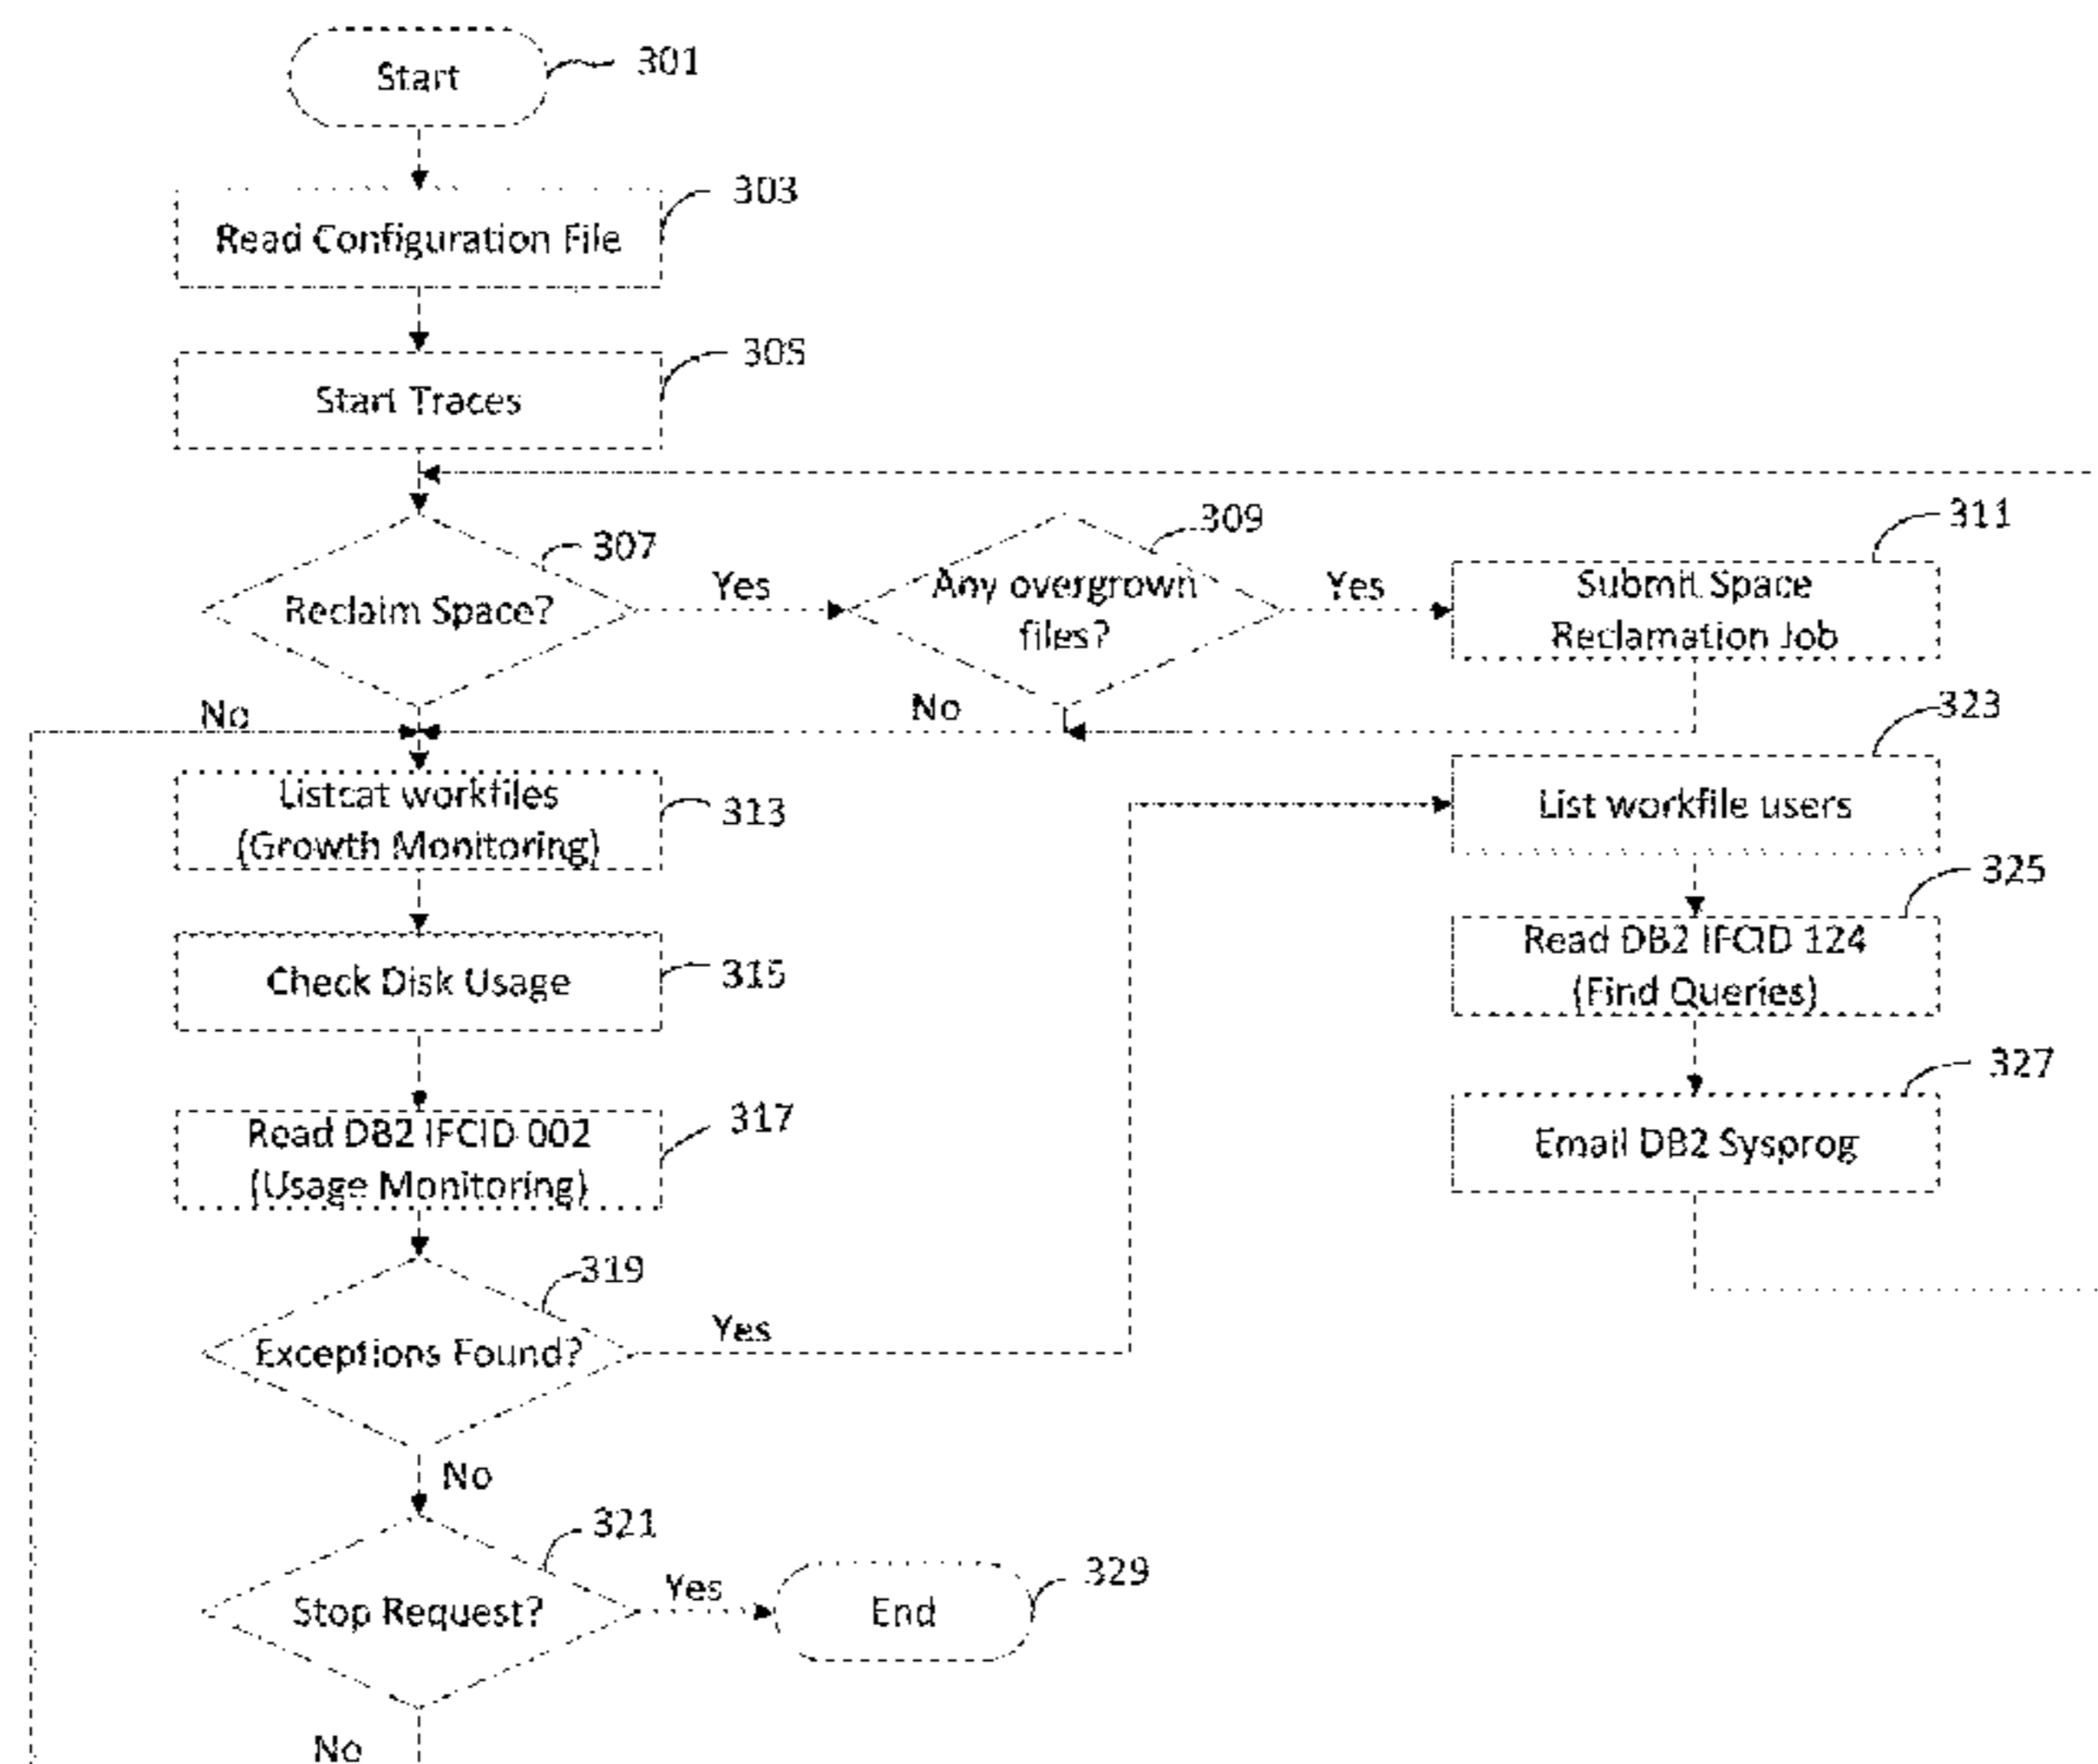 Start
301
303
Read Configuration File
305
Start Traces
307
Reclaim Space?
Yes
309
Any overgrown
files?
Yes
311
Submit Space
Reclamation Job
No
No
323
List workfile users
Listcat workfiles
(Growth Monitoring)
313
325
Read DB2 IFCID 124
(Find Queries)
Check Disk Usage
315
327
Email DB2 Sysprog
Read DB2 IFCID 002
(Usage Monitoring)
317
319
Exceptions Found?
Yes
No
321
Stop Request?
Yes
End
329
No